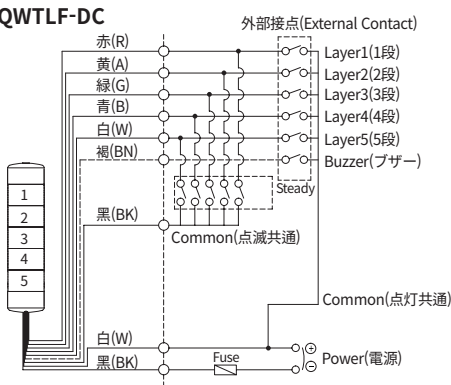 QWTLF-DC
外部接点(External Contact)
赤(R)
Layer1(1段)
黄(A)
Layer2(2段)
緑(G)
Layer3(3段)
青(B)
Layer4(4段)
白(W)
Layer5(5段)
褐(BN)
Buzzer(ブザー)
Steady
1
2
3
4
5
黒(BK)
Common(点滅共通)
Common(点灯共通)
白(W)
黒(BK)
Fuse
⊕
⊖
Power(電源)